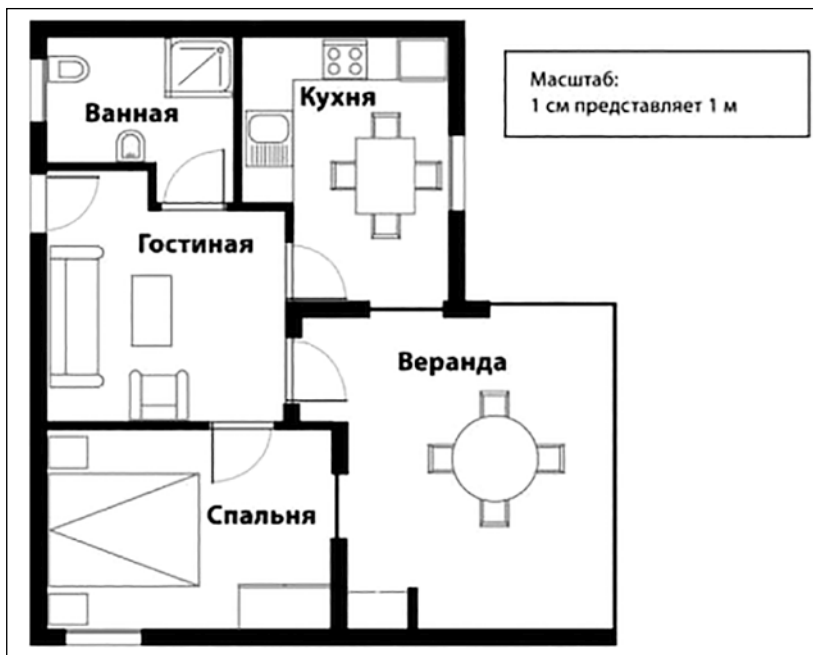 Масштаб:
1 см представляет 1 м
Ванная
Кухня
Гостиная
Веранда
Спальня